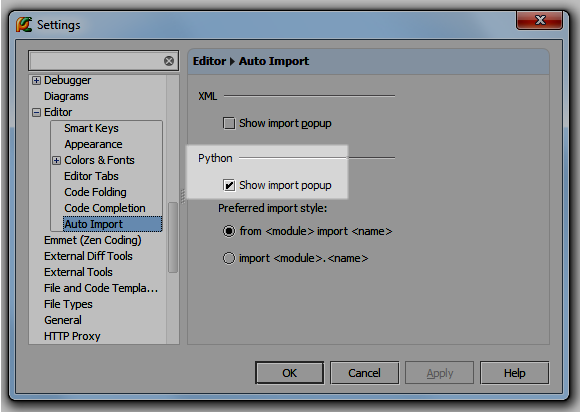 Settings
Debugger
Diagrams
Editor
Smart Keys
Appearance
Colors & Fonts
Editor Tabs
Code Folding
Code Completion
Auto Import
Emmet (Zen Coding)
External Diff Tools
External Tools
File and Code Templa...
File Types
General
HTTP Proxy
Editor ▸ Auto Import
XML
Show import popup
Python
Show import popup
Preferred import style:
from <module> import <name>
import <module>.<name>
OK Cancel Apply Help